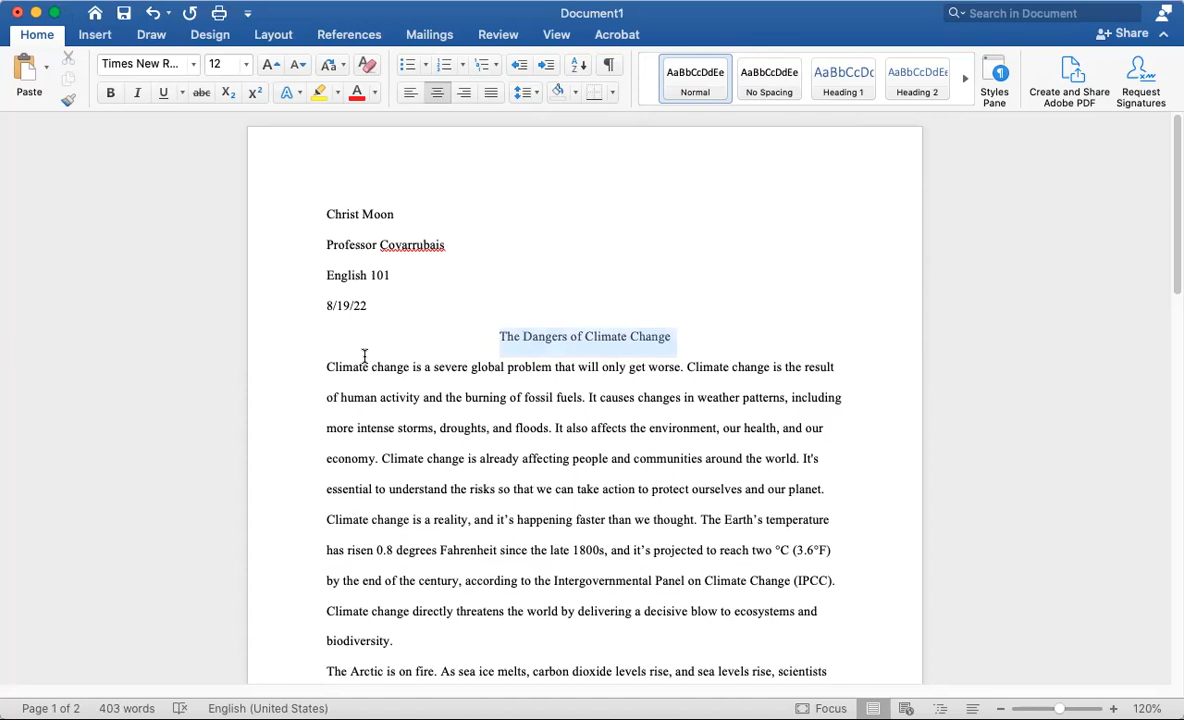 Document1
Search in Document
Home Insert Draw Design Layout References Mailings Review View Acrobat Share
Paste
Times New R... 12
AaBbCcDdEe AaBbCcDdEe AaBbCcDc AaBbCcDdEe
Normal No Spacing Heading 1 Heading 2
Styles Pane
Create and Share Adobe PDF
Request Signatures
Christ Moon
Professor Covarrubais
English 101
8/19/22
The Dangers of Climate Change
Climate change is a severe global problem that will only get worse. Climate change is the result
of human activity and the burning of fossil fuels. It causes changes in weather patterns, including
more intense storms, droughts, and floods. It also affects the environment, our health, and our
economy. Climate change is already affecting people and communities around the world. It's
essential to understand the risks so that we can take action to protect ourselves and our planet.
Climate change is a reality, and it’s happening faster than we thought. The Earth’s temperature
has risen 0.8 degrees Fahrenheit since the late 1800s, and it’s projected to reach two °C (3.6°F)
by the end of the century, according to the Intergovernmental Panel on Climate Change (IPCC).
Climate change directly threatens the world by delivering a decisive blow to ecosystems and
biodiversity.
The Arctic is on fire. As sea ice melts, carbon dioxide levels rise, and sea levels rise, scientists
Page 1 of 2 403 words English (United States) Focus 120%